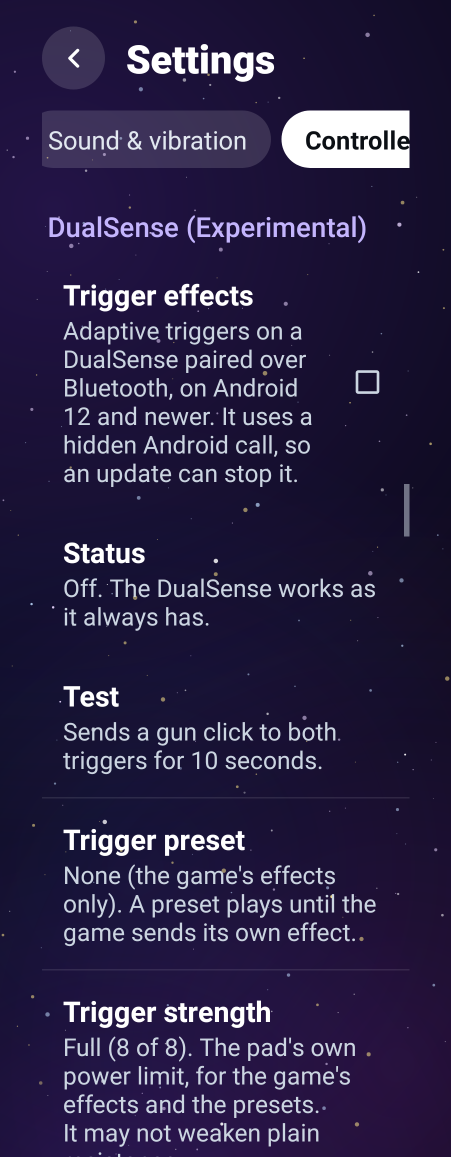 Settings
Sound & vibration
Controlle
DualSense (Experimental)
Trigger effects
Adaptive triggers on a
DualSense paired over
Bluetooth, on Android
12 and newer. It uses a
hidden Android call, so
an update can stop it.
Status
Off. The DualSense works as
it always has.
Test
Sends a gun click to both
triggers for 10 seconds.
Trigger preset
None (the game's effects
only). A preset plays until the
game sends its own effect.
Trigger strength
Full (8 of 8). The pad's own
power limit, for the game's
effects and the presets.
It may not weaken plain